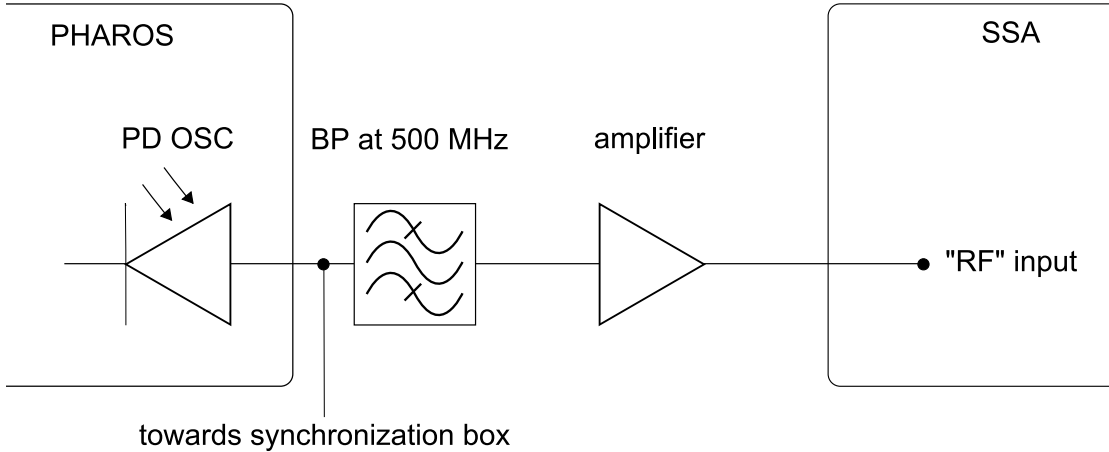 PHAROS
SSA
PD OSC
BP at 500 MHz
amplifier
"RF" input
towards synchronization box